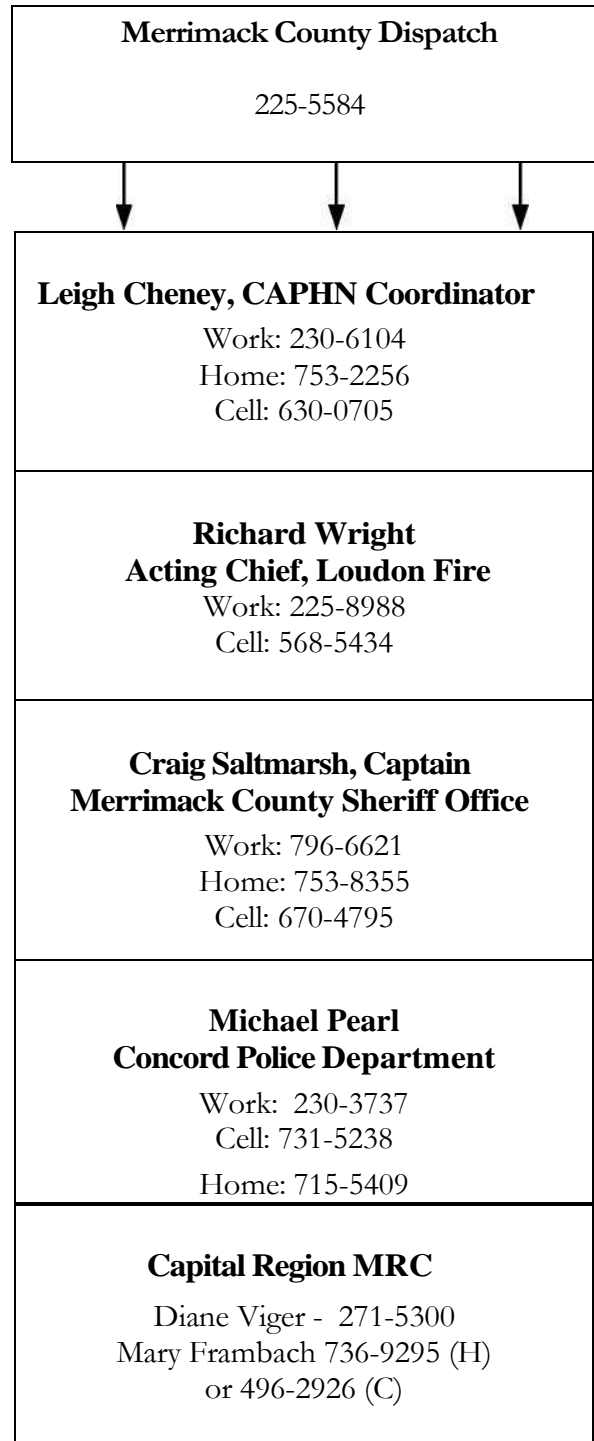 Merrimack County Dispatch
225-5584
Leigh Cheney, CAPHN Coordinator
Work: 230-6104
Home: 753-2256
Cell: 630-0705
Richard Wright
Acting Chief, Loudon Fire
Work: 225-8988
Cell: 568-5434
Craig Saltmarsh, Captain
Merrimack County Sheriff Office
Work: 796-6621
Home: 753-8355
Cell: 670-4795
Michael Pearl
Concord Police Department
Work: 230-3737
Cell: 731-5238
Home: 715-5409
Capital Region MRC
Diane Viger - 271-5300
Mary Frambach 736-9295 (H)
or 496-2926 (C)